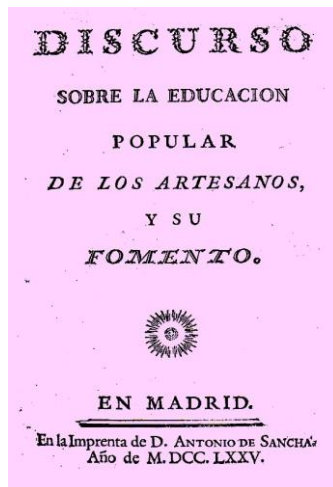 DISCURSO
SOBRE LA EDUCACION
POPULAR
DE LOS ARTESANOS,
Y SU
FOMENTO.
EN MADRID.
En la Imprenta de D. ANTONIO DE SANCHA.
Año de M. DCC. LXXV.